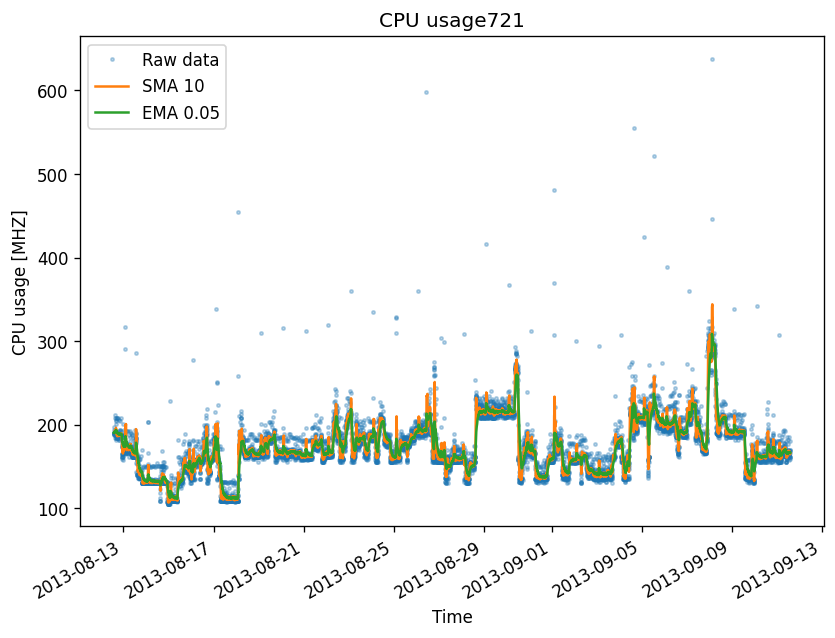 CPU usage721
Raw data
SMA 10
EMA 0.05
CPU usage [MHZ]
600
500
400
300
200
100
2013-08-13
2013-08-17
2013-08-21
2013-08-25
2013-08-29
2013-09-01
2013-09-05
2013-09-09
2013-09-13
Time